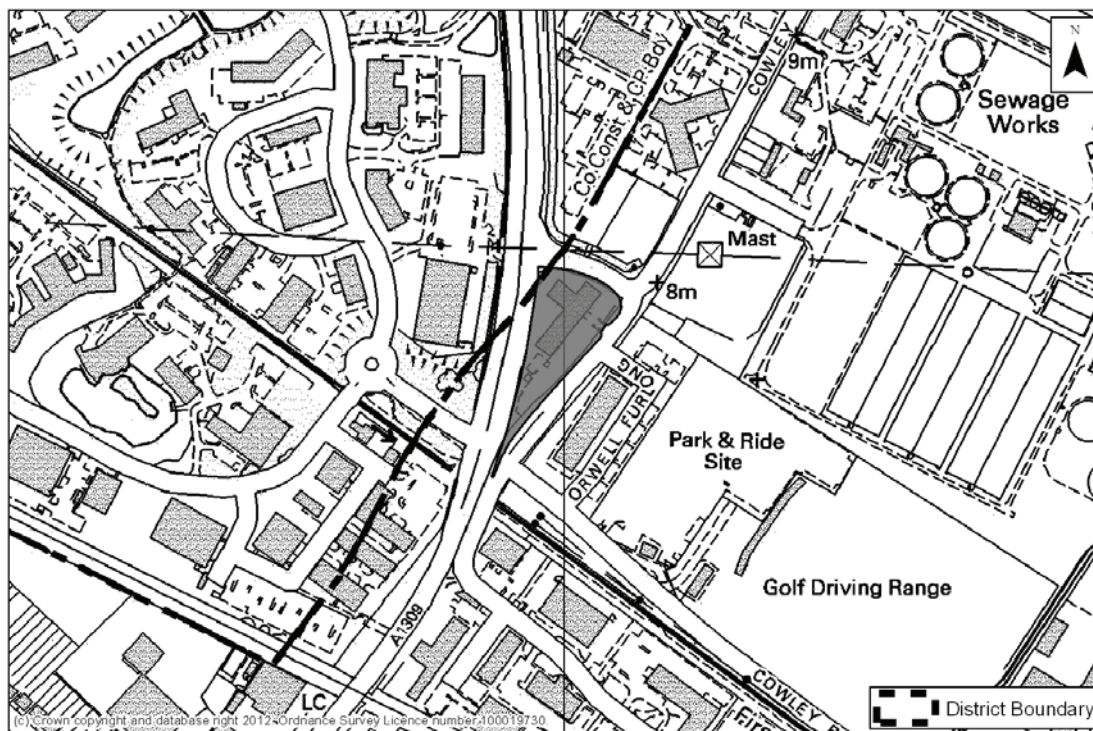 N
Sewage
Works
COWLEY
9m
Co Const & CP Bdy
Mast
8m
ORWELL FURLONG
Park & Ride
Site
Golf Driving Range
A1309
COWLEY
LC
(c) Crown copyright and database right 2012. Ordnance Survey Licence number 100019730.
District Boundary